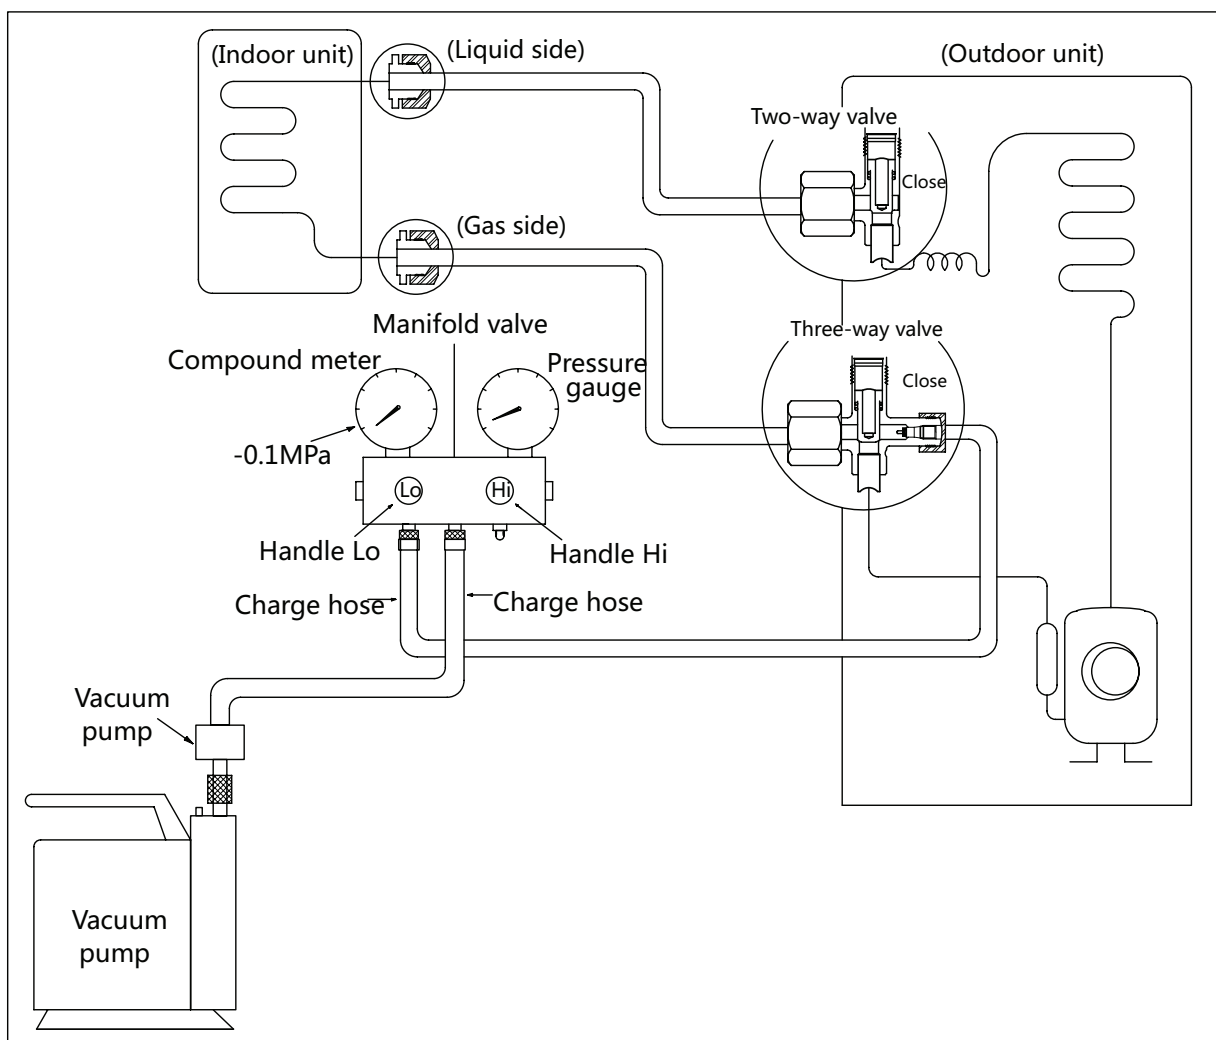 (Indoor unit)
(Liquid side)
(Outdoor unit)
Two-way valve
Close
(Gas side)
Manifold valve
Three-way valve
Compound meter
Pressure
gauge
Close
-0.1MPa
Lo
Hi
Handle Lo
Handle Hi
Charge hose
Charge hose
Vacuum
pump
Vacuum
pump